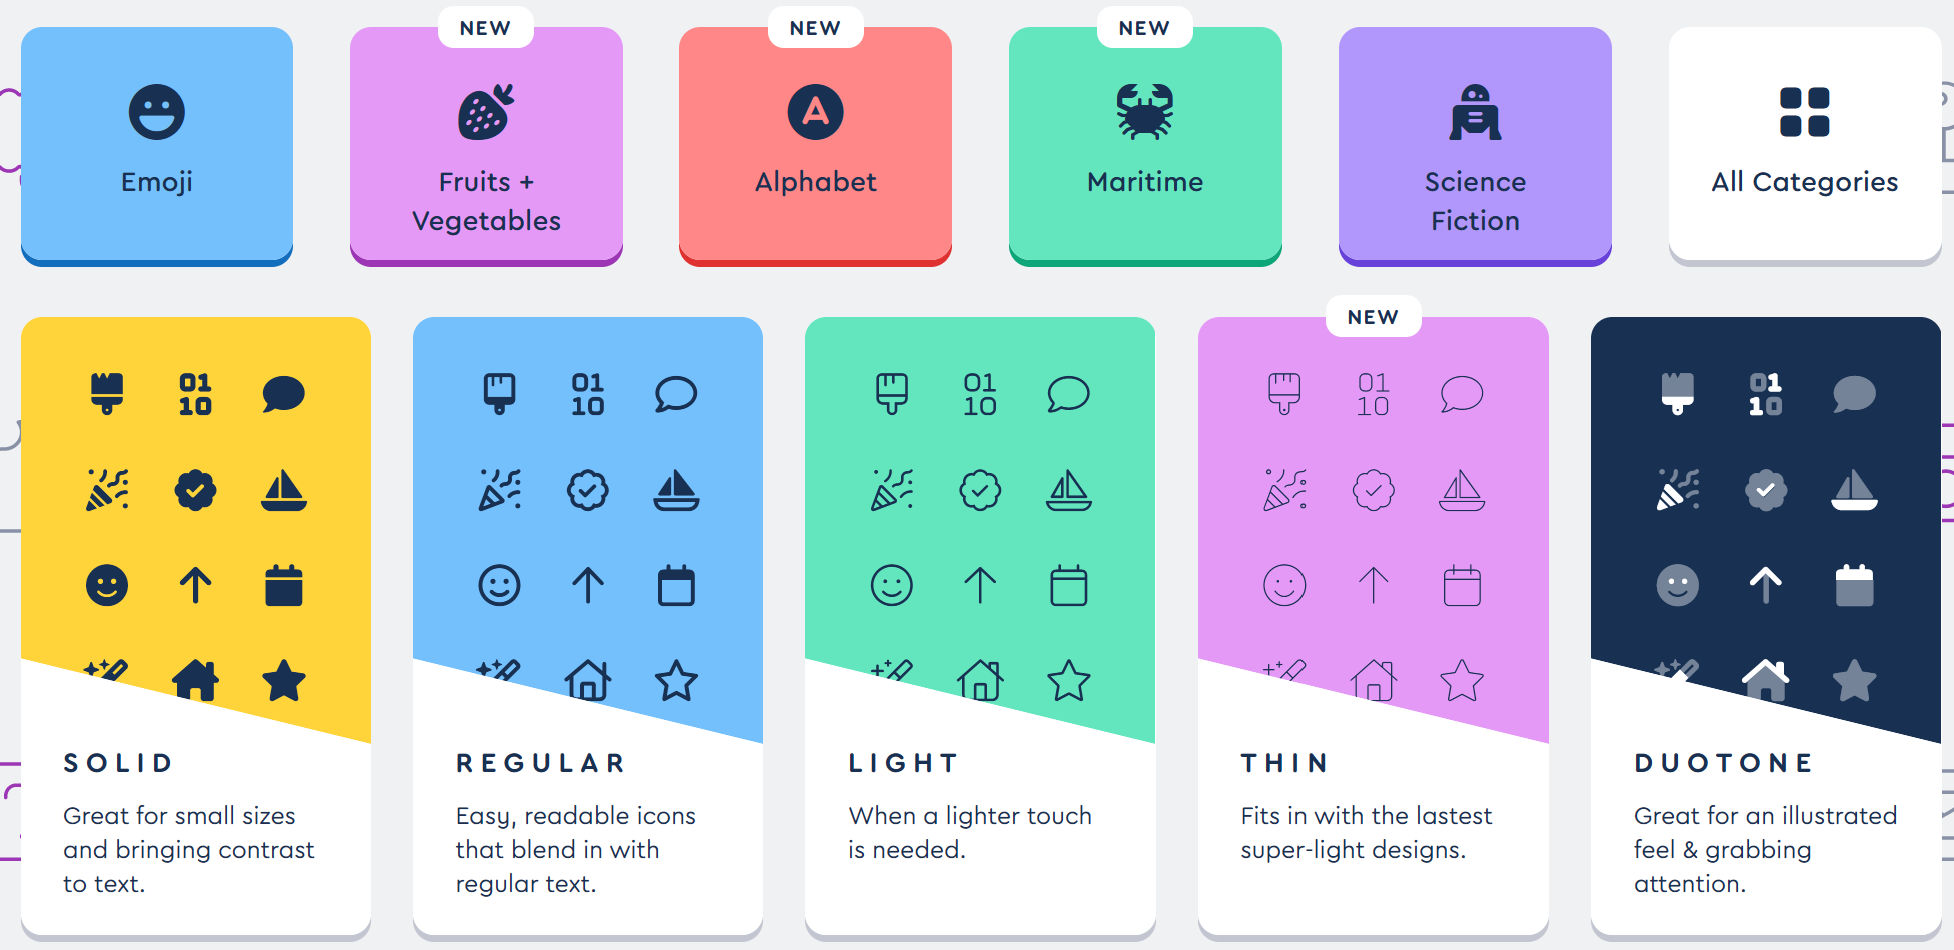 NEW
NEW
NEW
A
Emoji
Fruits +
Vegetables
Alphabet
Maritime
Science
Fiction
All Categories
NEW
01
10
01
10
01
10
01
10
01
10
SOLID
Great for small sizes
and bringing contrast
to text.
REGULAR
Easy, readable icons
that blend in with
regular text.
LIGHT
When a lighter touch
is needed.
THIN
Fits in with the lastest
super-light designs.
DUOTONE
Great for an illustrated
feel & grabbing
attention.